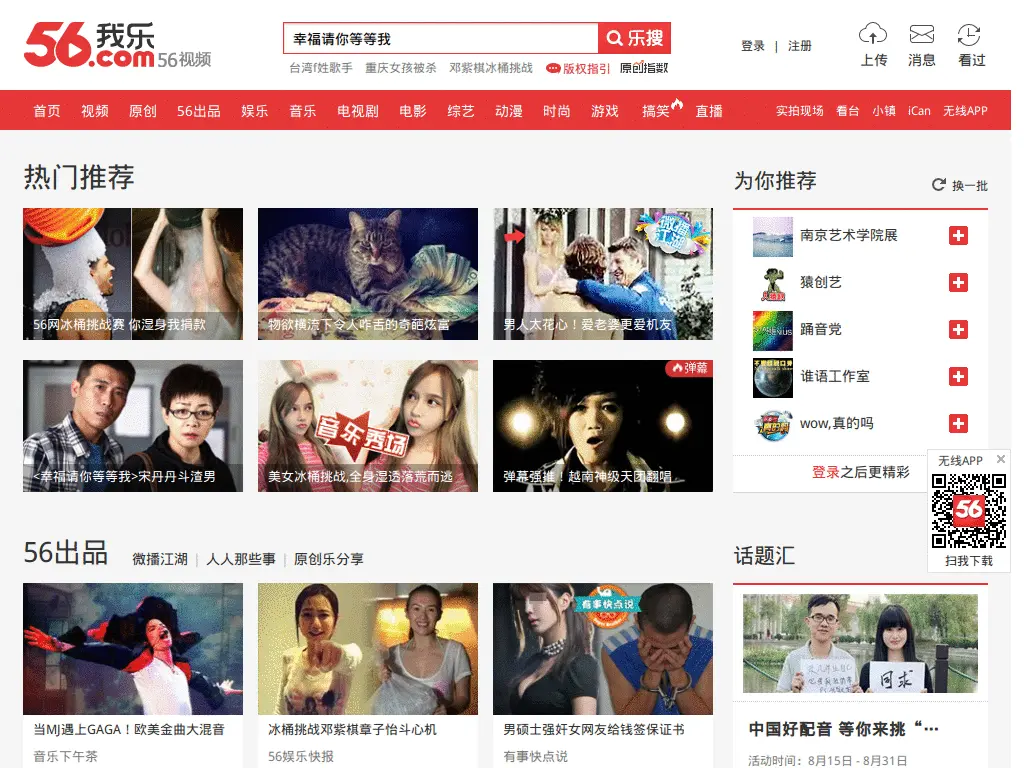 56我乐
.com 56视频
幸福请你等等我
乐搜
台湾f姓歌手 重庆女孩被杀 邓紫棋冰桶挑战 版权指引 原创指数
登录 | 注册
上传 消息 看过
首页 视频 原创 56出品 娱乐 音乐 电视剧 电影 综艺 动漫 时尚 游戏 搞笑 直播 实拍现场 看台 小镇 iCan 无线APP
热门推荐
56网冰桶挑战赛 你湿身我捐款
物欲横流下令人咋舌的奇葩炫富
微播江湖
男人太花心！爱老婆更爱机友
<幸福请你等等我>宋丹丹斗渣男
音乐秀场
美女冰桶挑战,全身湿透落荒而逃
弹幕
弹幕强推！越南神级天团翻唱
为你推荐
换一批
南京艺术学院展
猿创艺
踊音党
谁语工作室
wow,真的吗
登录之后更精彩
无线APP ×
56
扫我下载
56出品 微播江湖 | 人人那些事 | 原创乐分享
当MJ遇上GAGA！欧美金曲大混音
音乐下午茶
冰桶挑战邓紫棋章子怡斗心机
56娱乐快报
有事快点说
男硕士强奸女网友给钱签保证书
有事快点说
话题汇
同求
中国好配音 等你来挑“…
活动时间：8月15日 - 8月31日